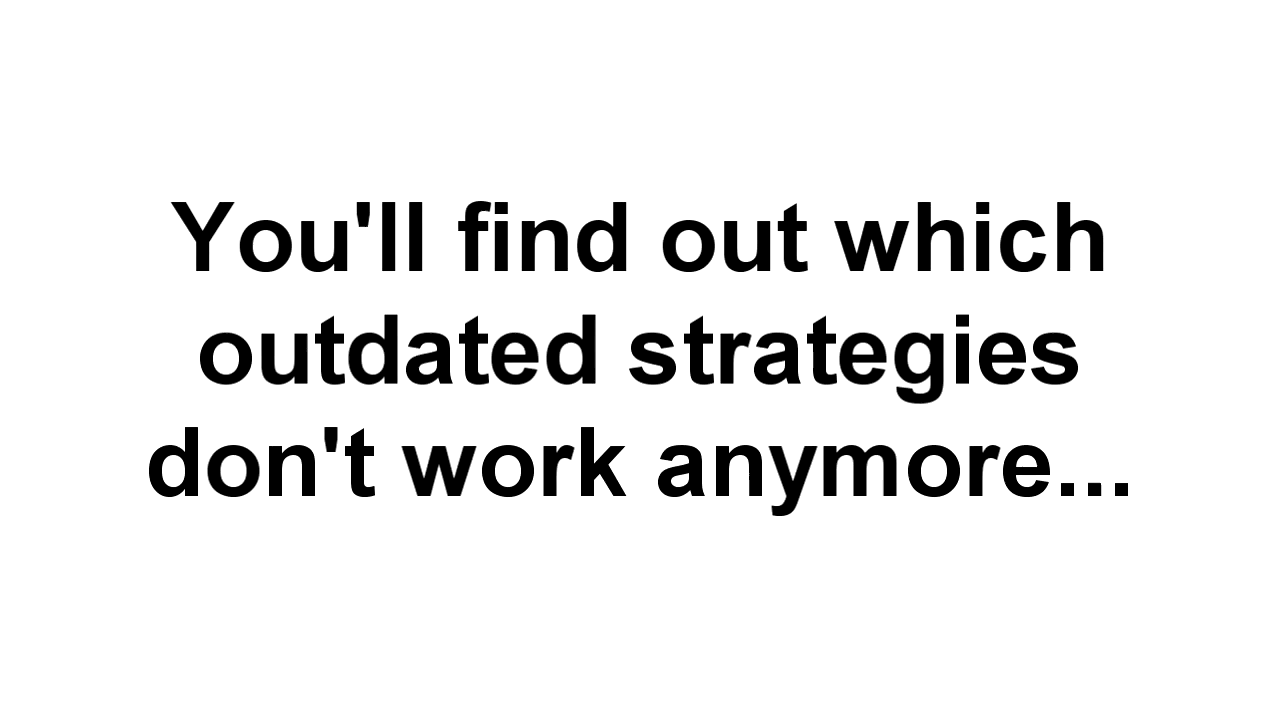 You'll find out which
outdated strategies
don't work anymore...